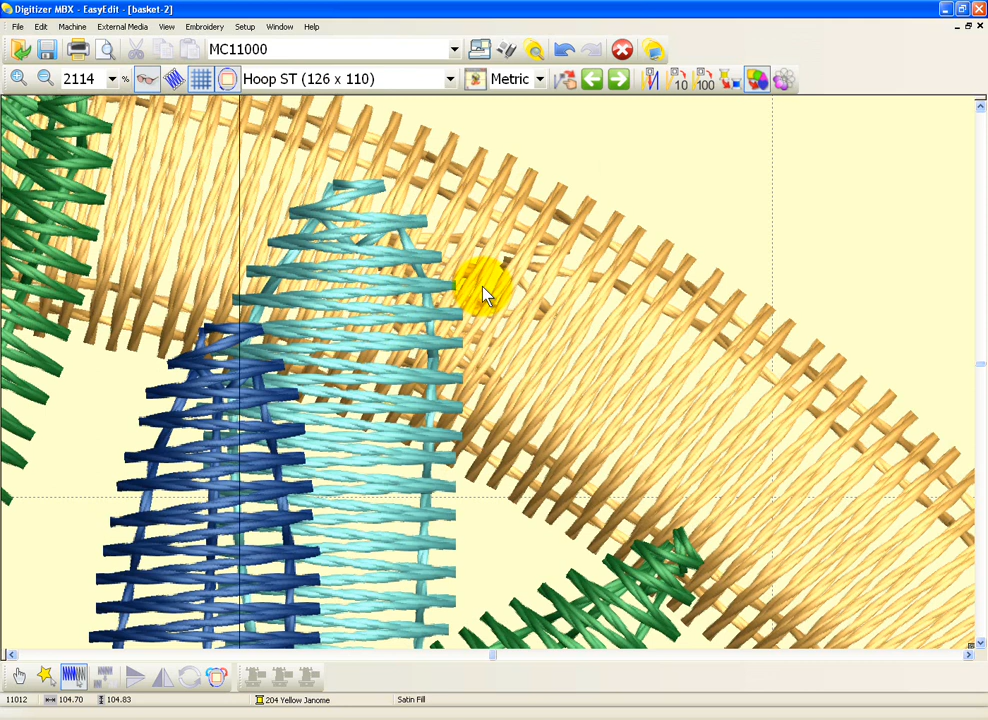 Digitizer MBX - EasyEdit - [basket-2]
File Edit Machine External Media View Embroidery Setup Window Help
MC11000
2114 % Hoop ST (126 x 110) Metric 10 100
11012 104.70 104.83 204 Yellow Janome Satin Fill